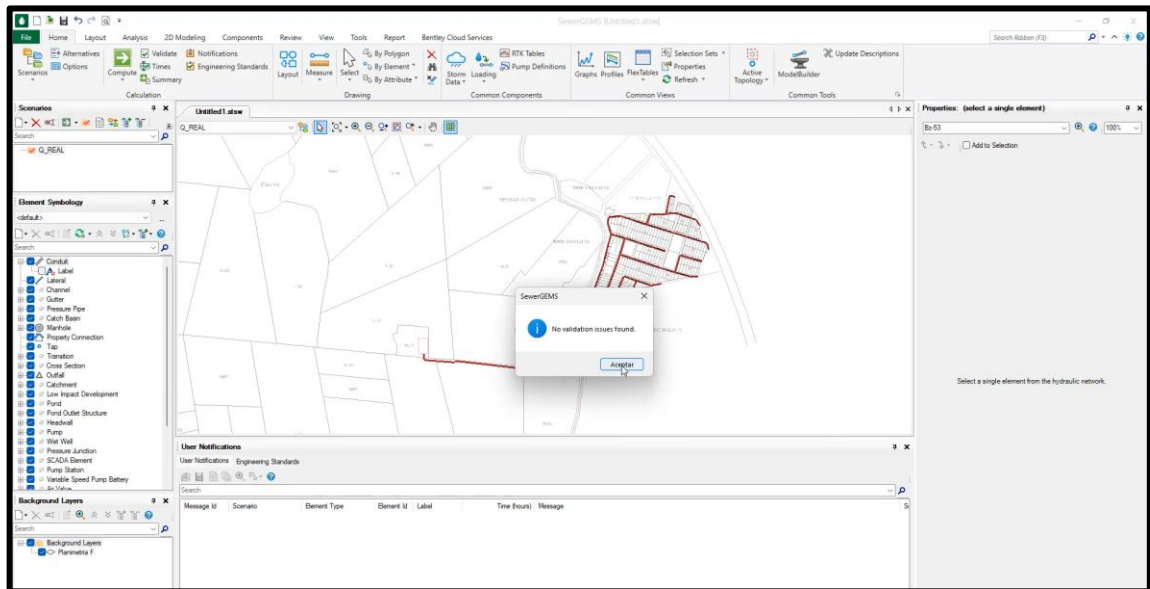 SewerGEMS [Untitled1.stsw]
File Home Layout Analysis 2D Modeling Components Review View Tools Report Bentley Cloud Services
Search Ribbon (F3)
Scenarios
Alternatives
Options
Compute
Validate
Times
Summary
Notifications
Engineering Standards
Calculation
Layout
Measure
Select
By Polygon
By Element
By Attribute
Drawing
Storm Data
Loading
RTK Tables
Pump Definitions
Common Components
Graphs Profiles FlexTables
Selection Sets
Properties
Refresh
Common Views
Active Topology
ModelBuilder
Update Descriptions
Common Tools
Scenarios
Search
Q_REAL
Element Symbology
<default>
Search
Conduit
Label
Lateral
Channel
Gutter
Pressure Pipe
Catch Basin
Manhole
Property Connection
Tap
Transition
Cross Section
Outfall
Catchment
Low Impact Development
Pond
Pond Outlet Structure
Headwall
Pump
Wet Well
Pressure Junction
SCADA Element
Pump Station
Variable Speed Pump Battery
Air Valve
Background Layers
Search
Background Layers
Planimetria F
Untitled1.stsw
Q_REAL
SewerGEMS
No validation issues found.
Aceptar
User Notifications
User Notifications Engineering Standards
Search
Message Id Scenario Element Type Element Id Label Time (hours) Message
Properties: (select a single element)
Bz-53
100%
Add to Selection
Select a single element from the hydraulic network.